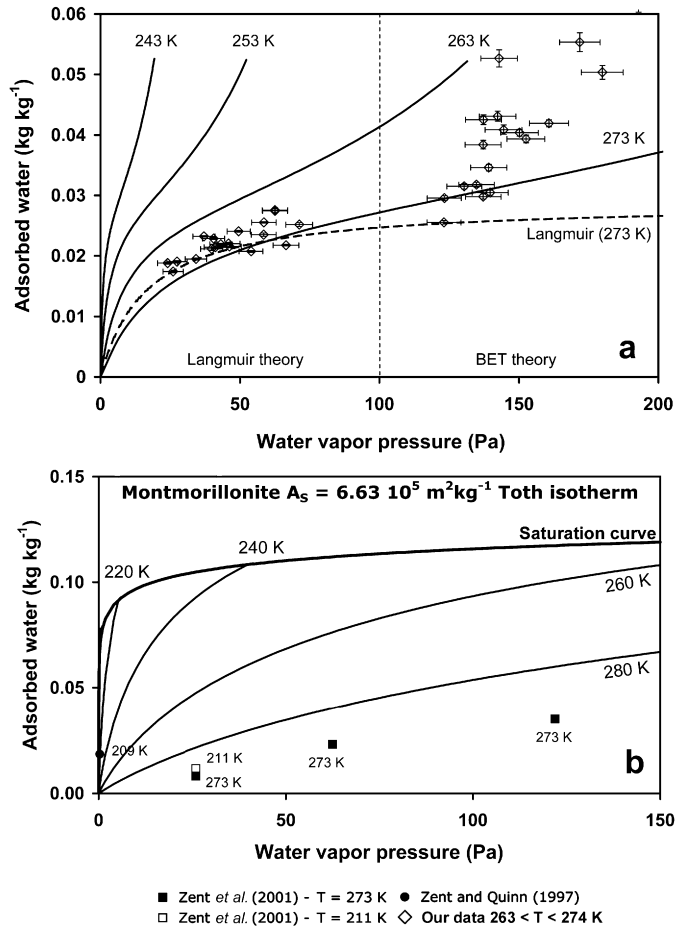 0.06
0.05
0.04
0.03
0.02
0.01
0
Adsorbed water (kg kg⁻¹)
243 K
253 K
263 K
273 K
Langmuir (273 K)
Langmuir theory
BET theory
a
0
50
100
150
200
Water vapor pressure (Pa)
0.15
0.10
0.05
0.00
Adsorbed water (kg kg⁻¹)
Montmorillonite A_S = 6.63 10⁵ m²kg⁻¹ Toth isotherm
Saturation curve
220 K
240 K
260 K
280 K
209 K
211 K
273 K
273 K
273 K
b
0
50
100
150
Water vapor pressure (Pa)
Zent et al. (2001) - T = 273 K
Zent and Quinn (1997)
Zent et al. (2001) - T = 211 K
Our data 263 < T < 274 K